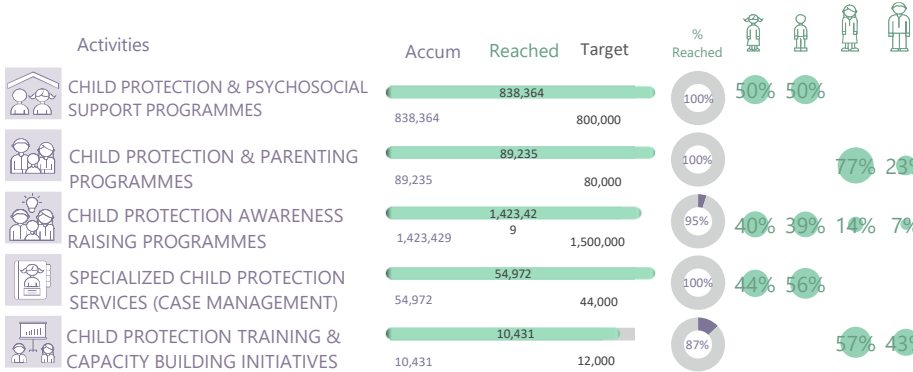 Activities Accum Reached Target % Reached
CHILD PROTECTION & PSYCHOSOCIAL
SUPPORT PROGRAMMES
838,364
838,364 800,000
100% 50% 50%
CHILD PROTECTION & PARENTING
PROGRAMMES
89,235
89,235 80,000
100% 77% 23%
CHILD PROTECTION AWARENESS
RAISING PROGRAMMES
1,423,42
9
1,423,429 1,500,000
95% 40% 39% 14% 7%
SPECIALIZED CHILD PROTECTION
SERVICES (CASE MANAGEMENT)
54,972
54,972 44,000
100% 44% 56%
CHILD PROTECTION TRAINING &
CAPACITY BUILDING INITIATIVES
10,431
10,431 12,000
87% 57% 43%